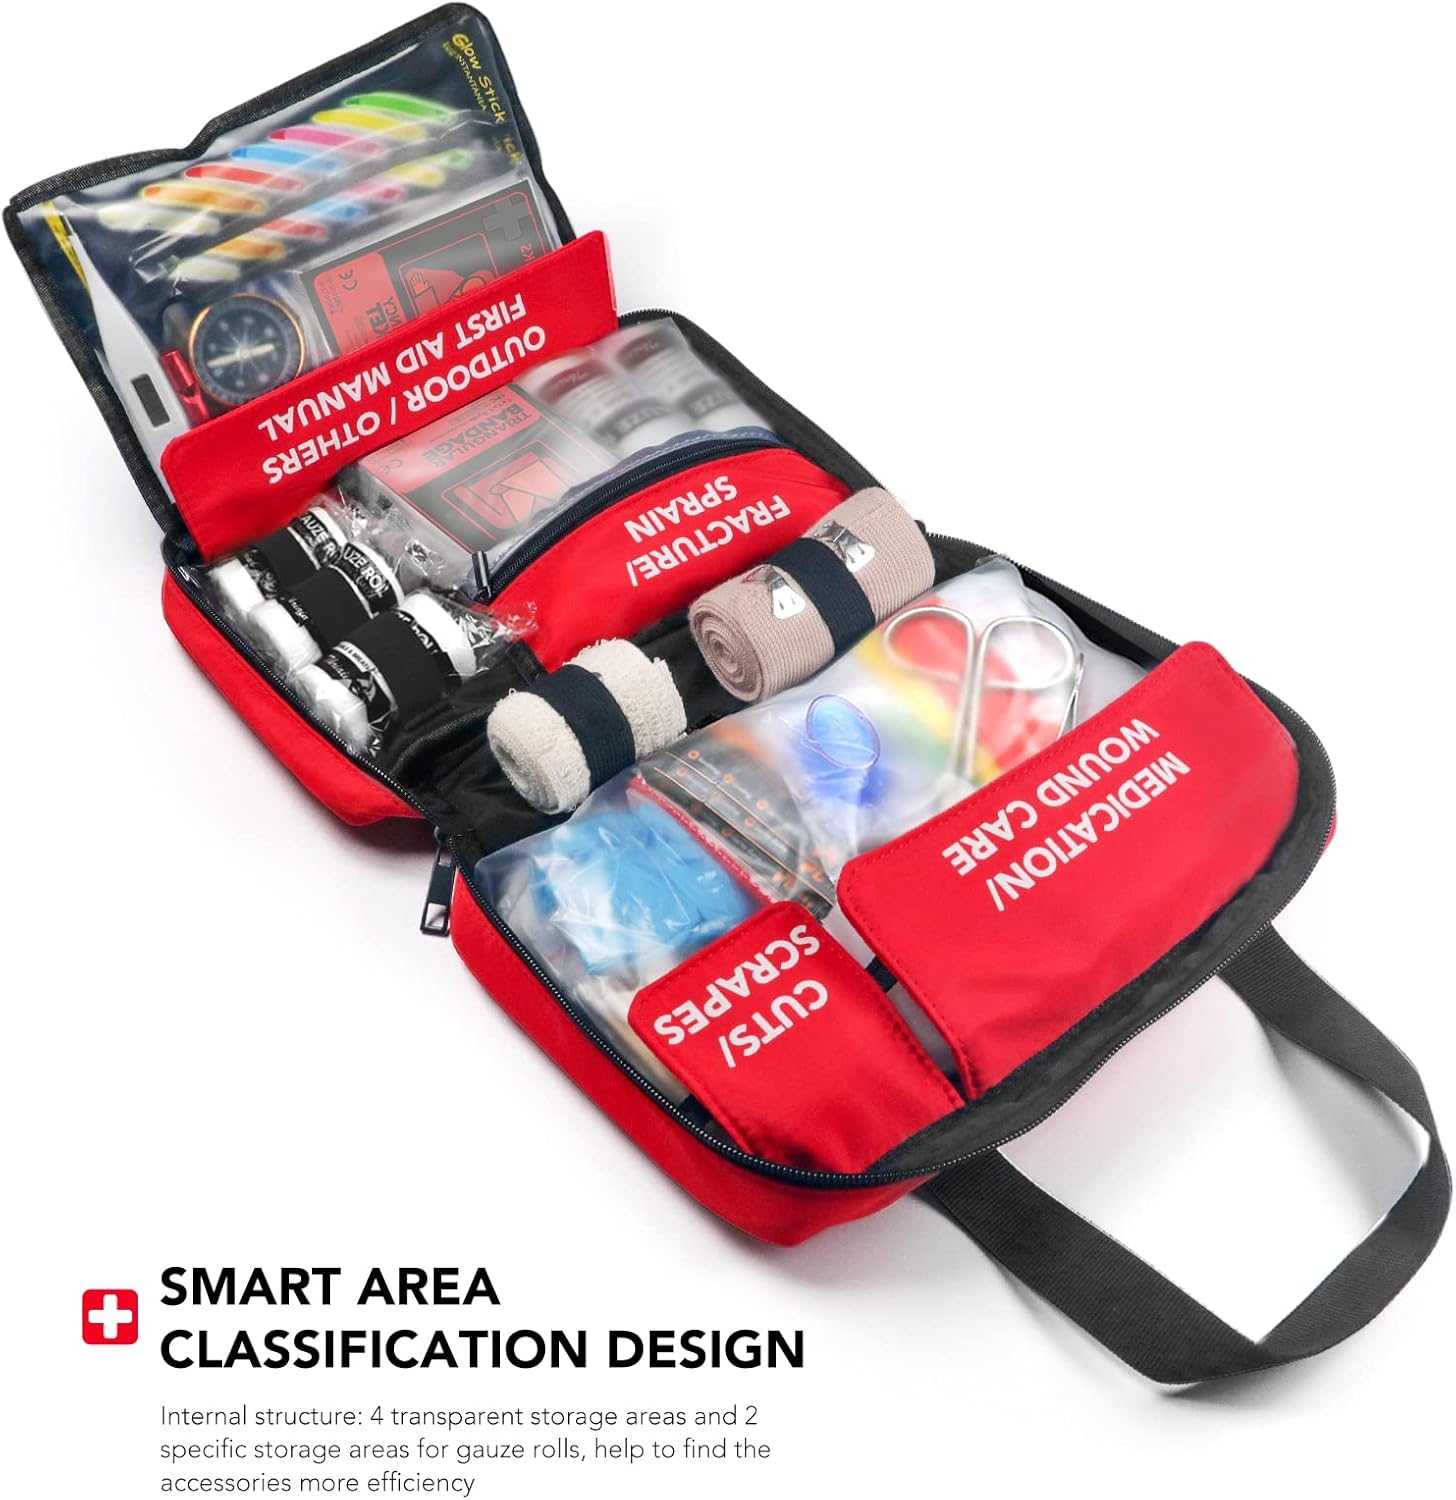 Glow Stick
INSTANTANIA
OUTDOOR / OTHERS
FIRST AID MANUAL
TRIANGULAR
BANDAGE
FRACTURE/
SPRAIN
MEDICATION/
WOUND CARE
CUTS/
SCRAPES
SMART AREA
CLASSIFICATION DESIGN
Internal structure: 4 transparent storage areas and 2
specific storage areas for gauze rolls, help to find the
accessories more efficiency